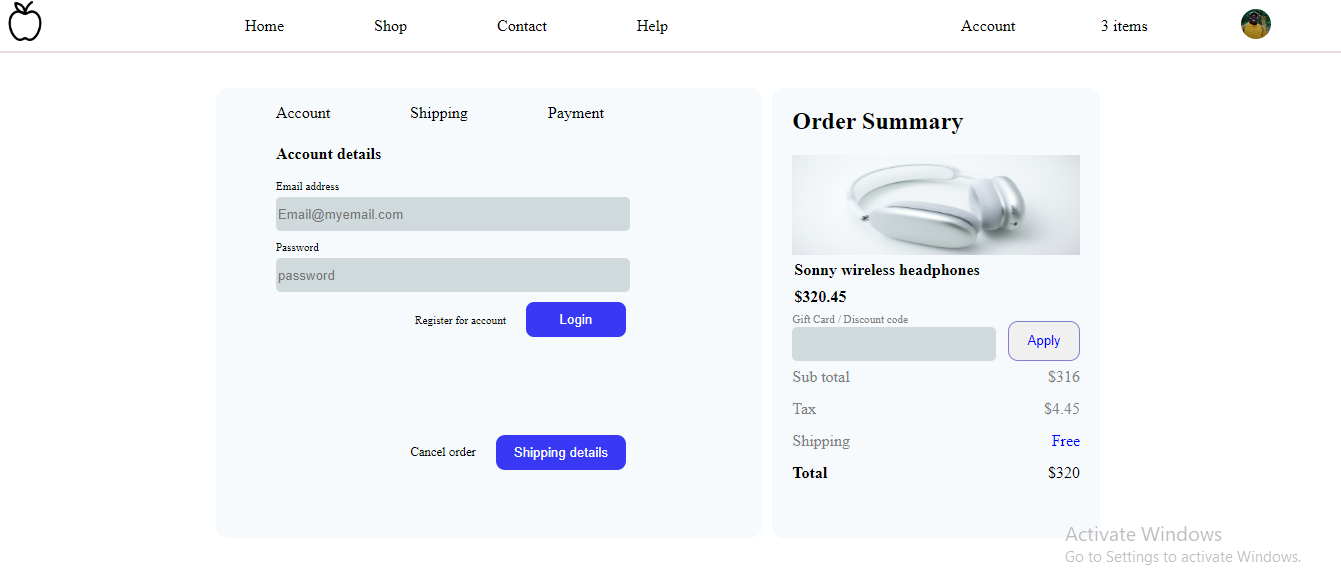 Home Shop Contact Help Account 3 items
Account Shipping Payment
Account details
Email address
Email@myemail.com
Password
password
Register for account Login
Cancel order Shipping details
Order Summary
Sonny wireless headphones
$320.45
Gift Card / Discount code
Apply
Sub total $316
Tax $4.45
Shipping Free
Total $320
Activate Windows
Go to Settings to activate Windows.